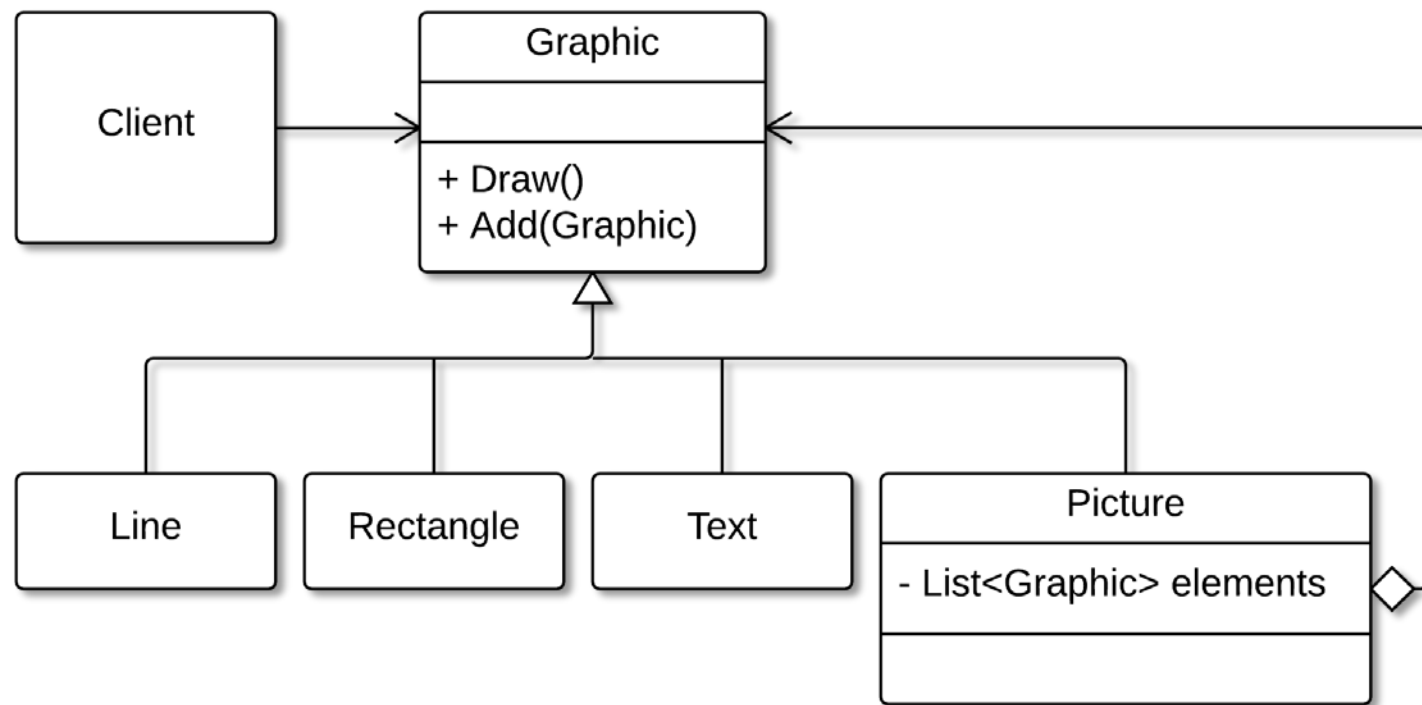 Client
Graphic
+ Draw()
+ Add(Graphic)
Line
Rectangle
Text
Picture
- List<Graphic> elements